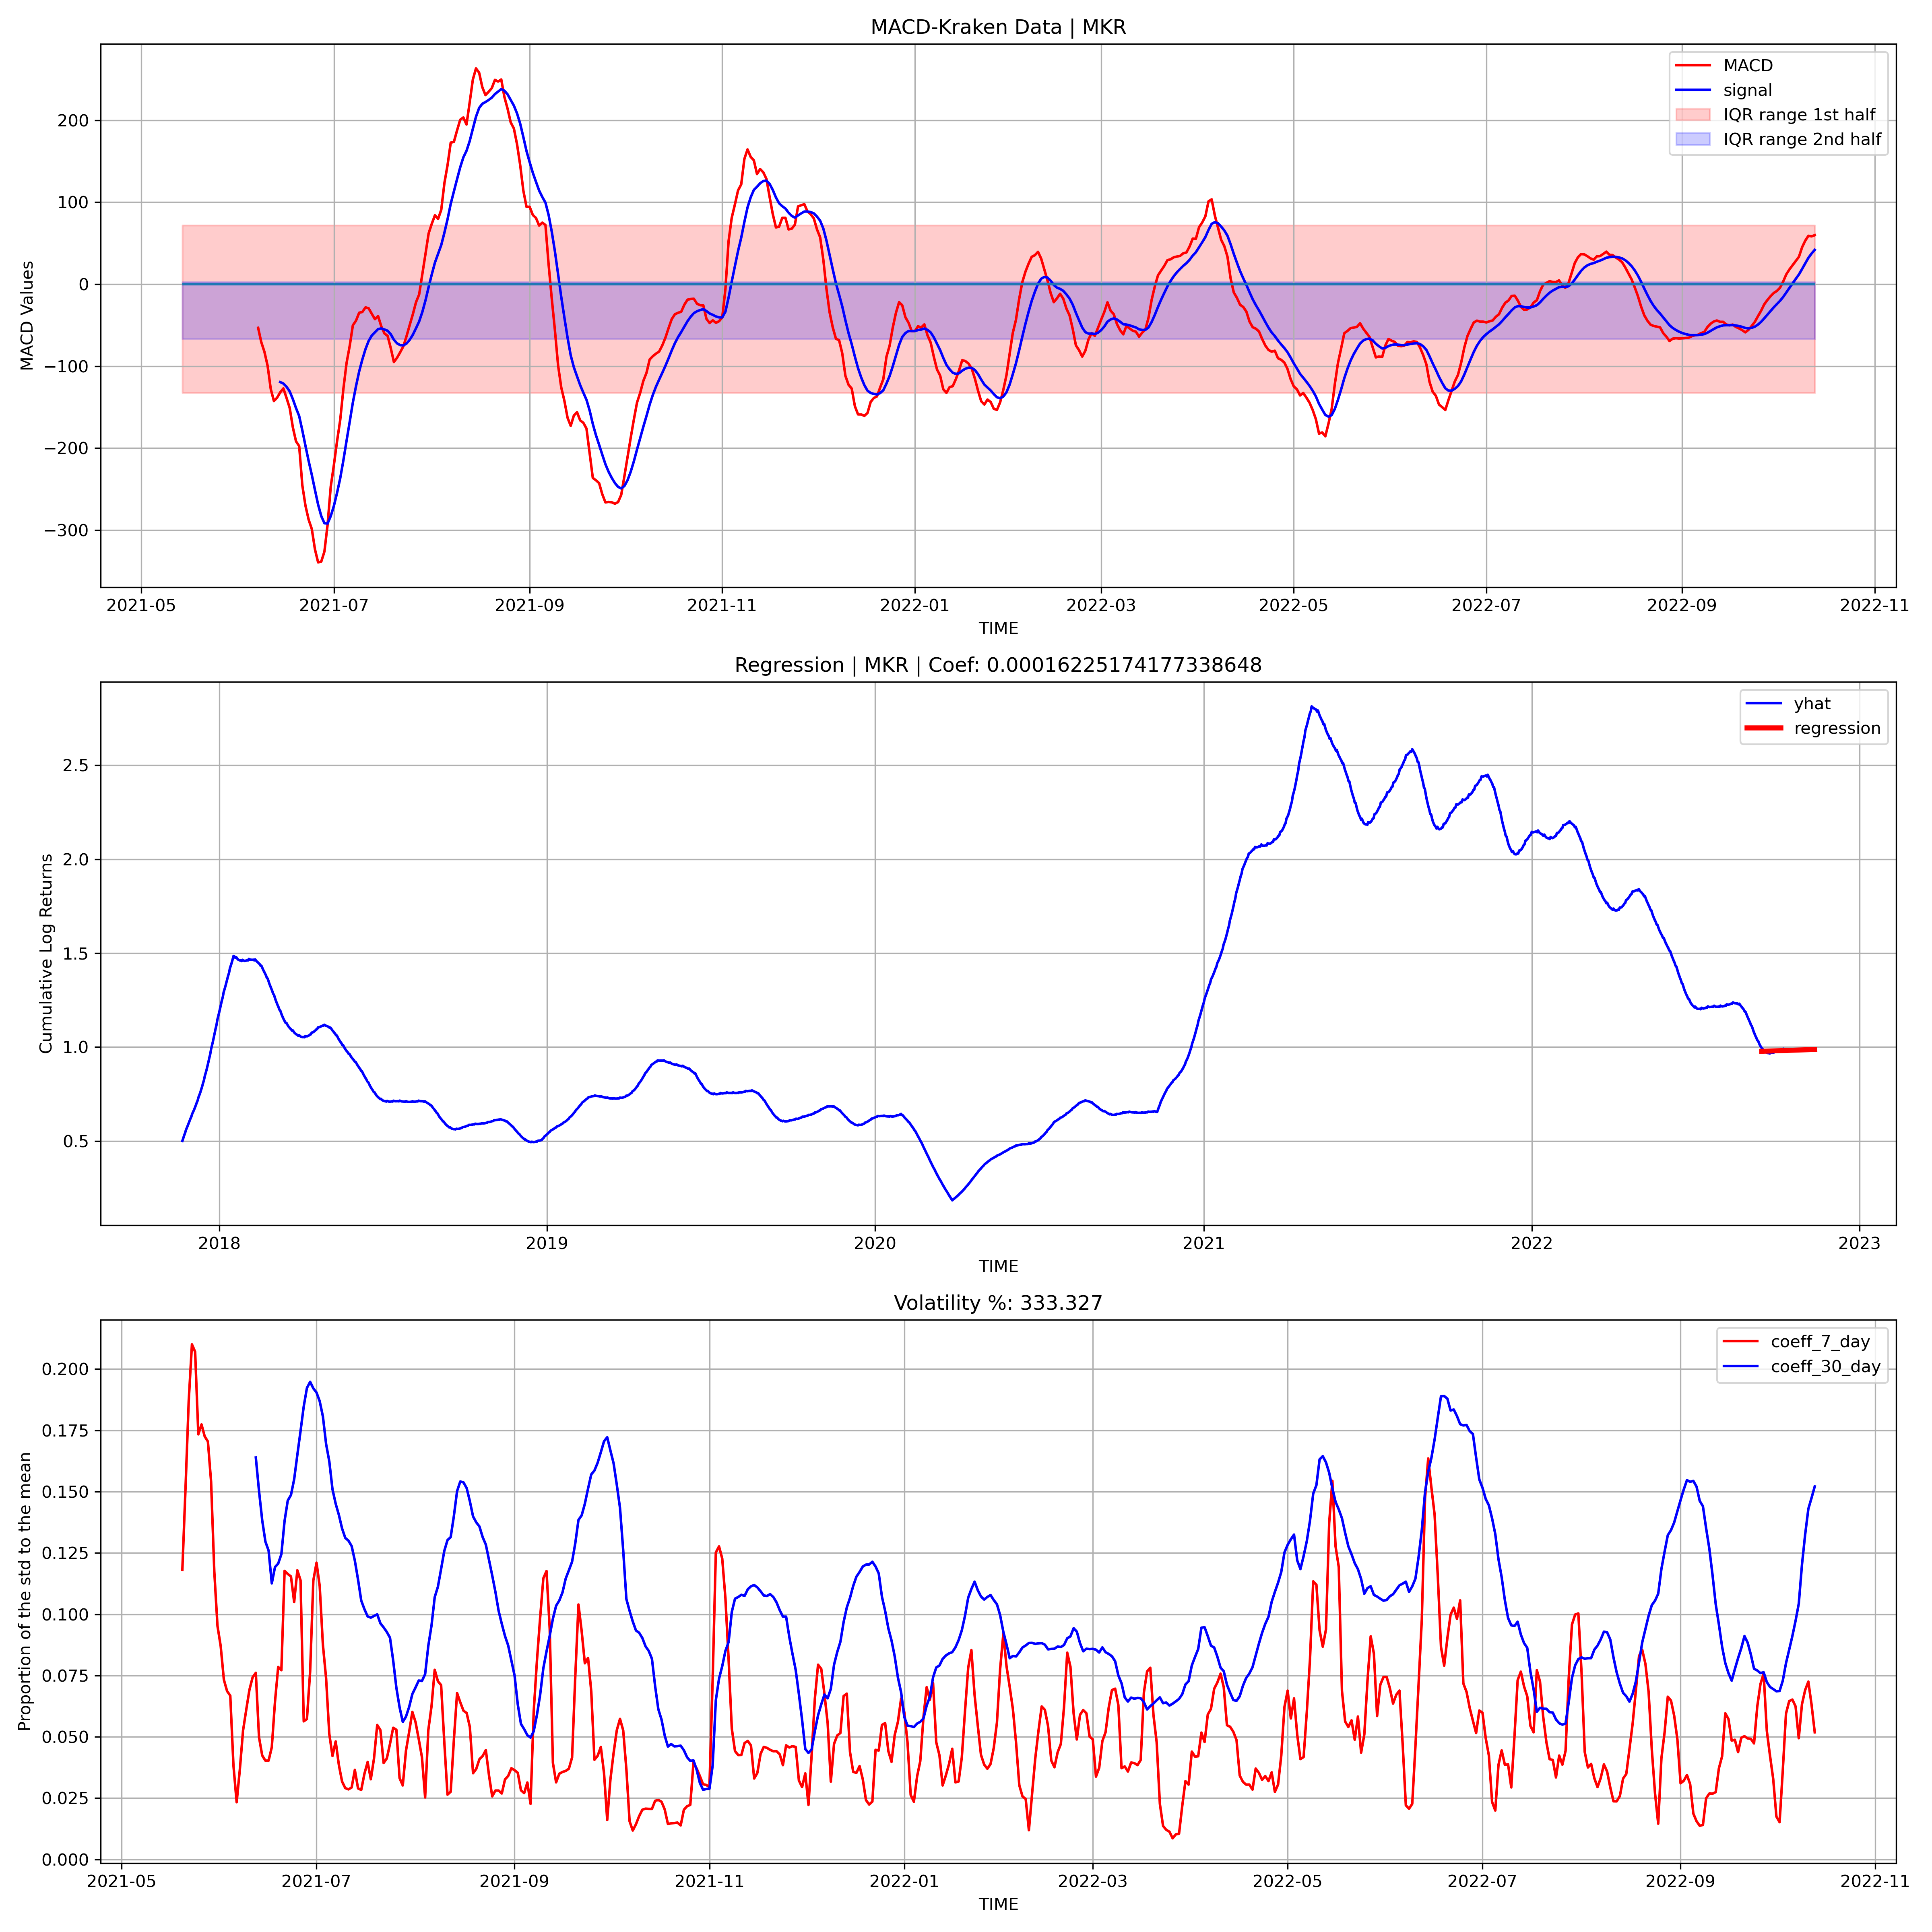 MACD-Kraken Data | MKR
MACD
signal
IQR range 1st half
IQR range 2nd half
MACD Values
200
100
0
−100
−200
−300
2021-05 2021-07 2021-09 2021-11 2022-01 2022-03 2022-05 2022-07 2022-09 2022-11
TIME
Regression | MKR | Coef: 0.00016225174177338648
yhat
regression
Cumulative Log Returns
2.5
2.0
1.5
1.0
0.5
2018 2019 2020 2021 2022 2023
TIME
Volatility %: 333.327
coeff_7_day
coeff_30_day
Proportion of the std to the mean
0.200
0.175
0.150
0.125
0.100
0.075
0.050
0.025
0.000
2021-05 2021-07 2021-09 2021-11 2022-01 2022-03 2022-05 2022-07 2022-09 2022-11
TIME